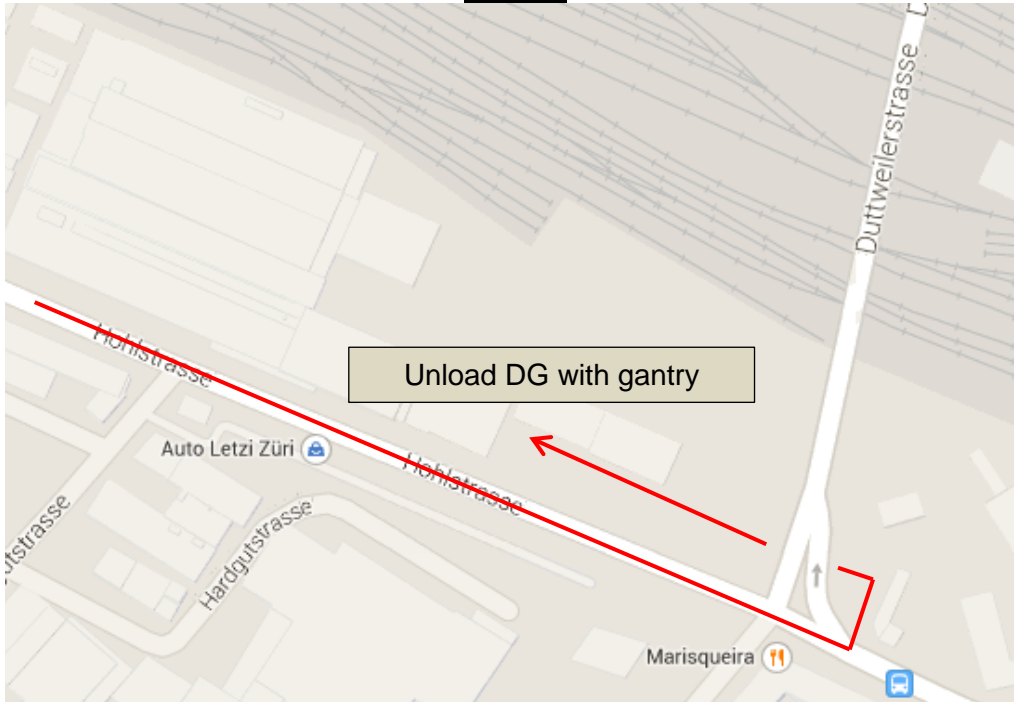 Duttweilerstrasse
D
Hohlstrasse
Unload DG with gantry
Auto Letzi Züri
Hohlstrasse
utstrasse
Hardgutstrasse
Marisqueira